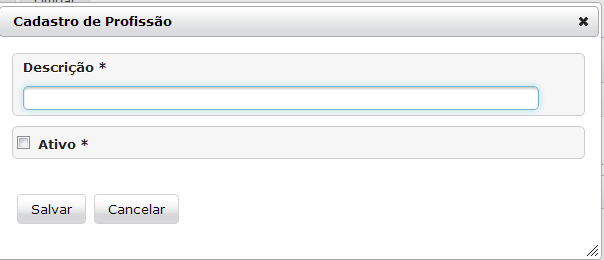 Cadastro de Profissão
Descrição *
Ativo *
Salvar Cancelar